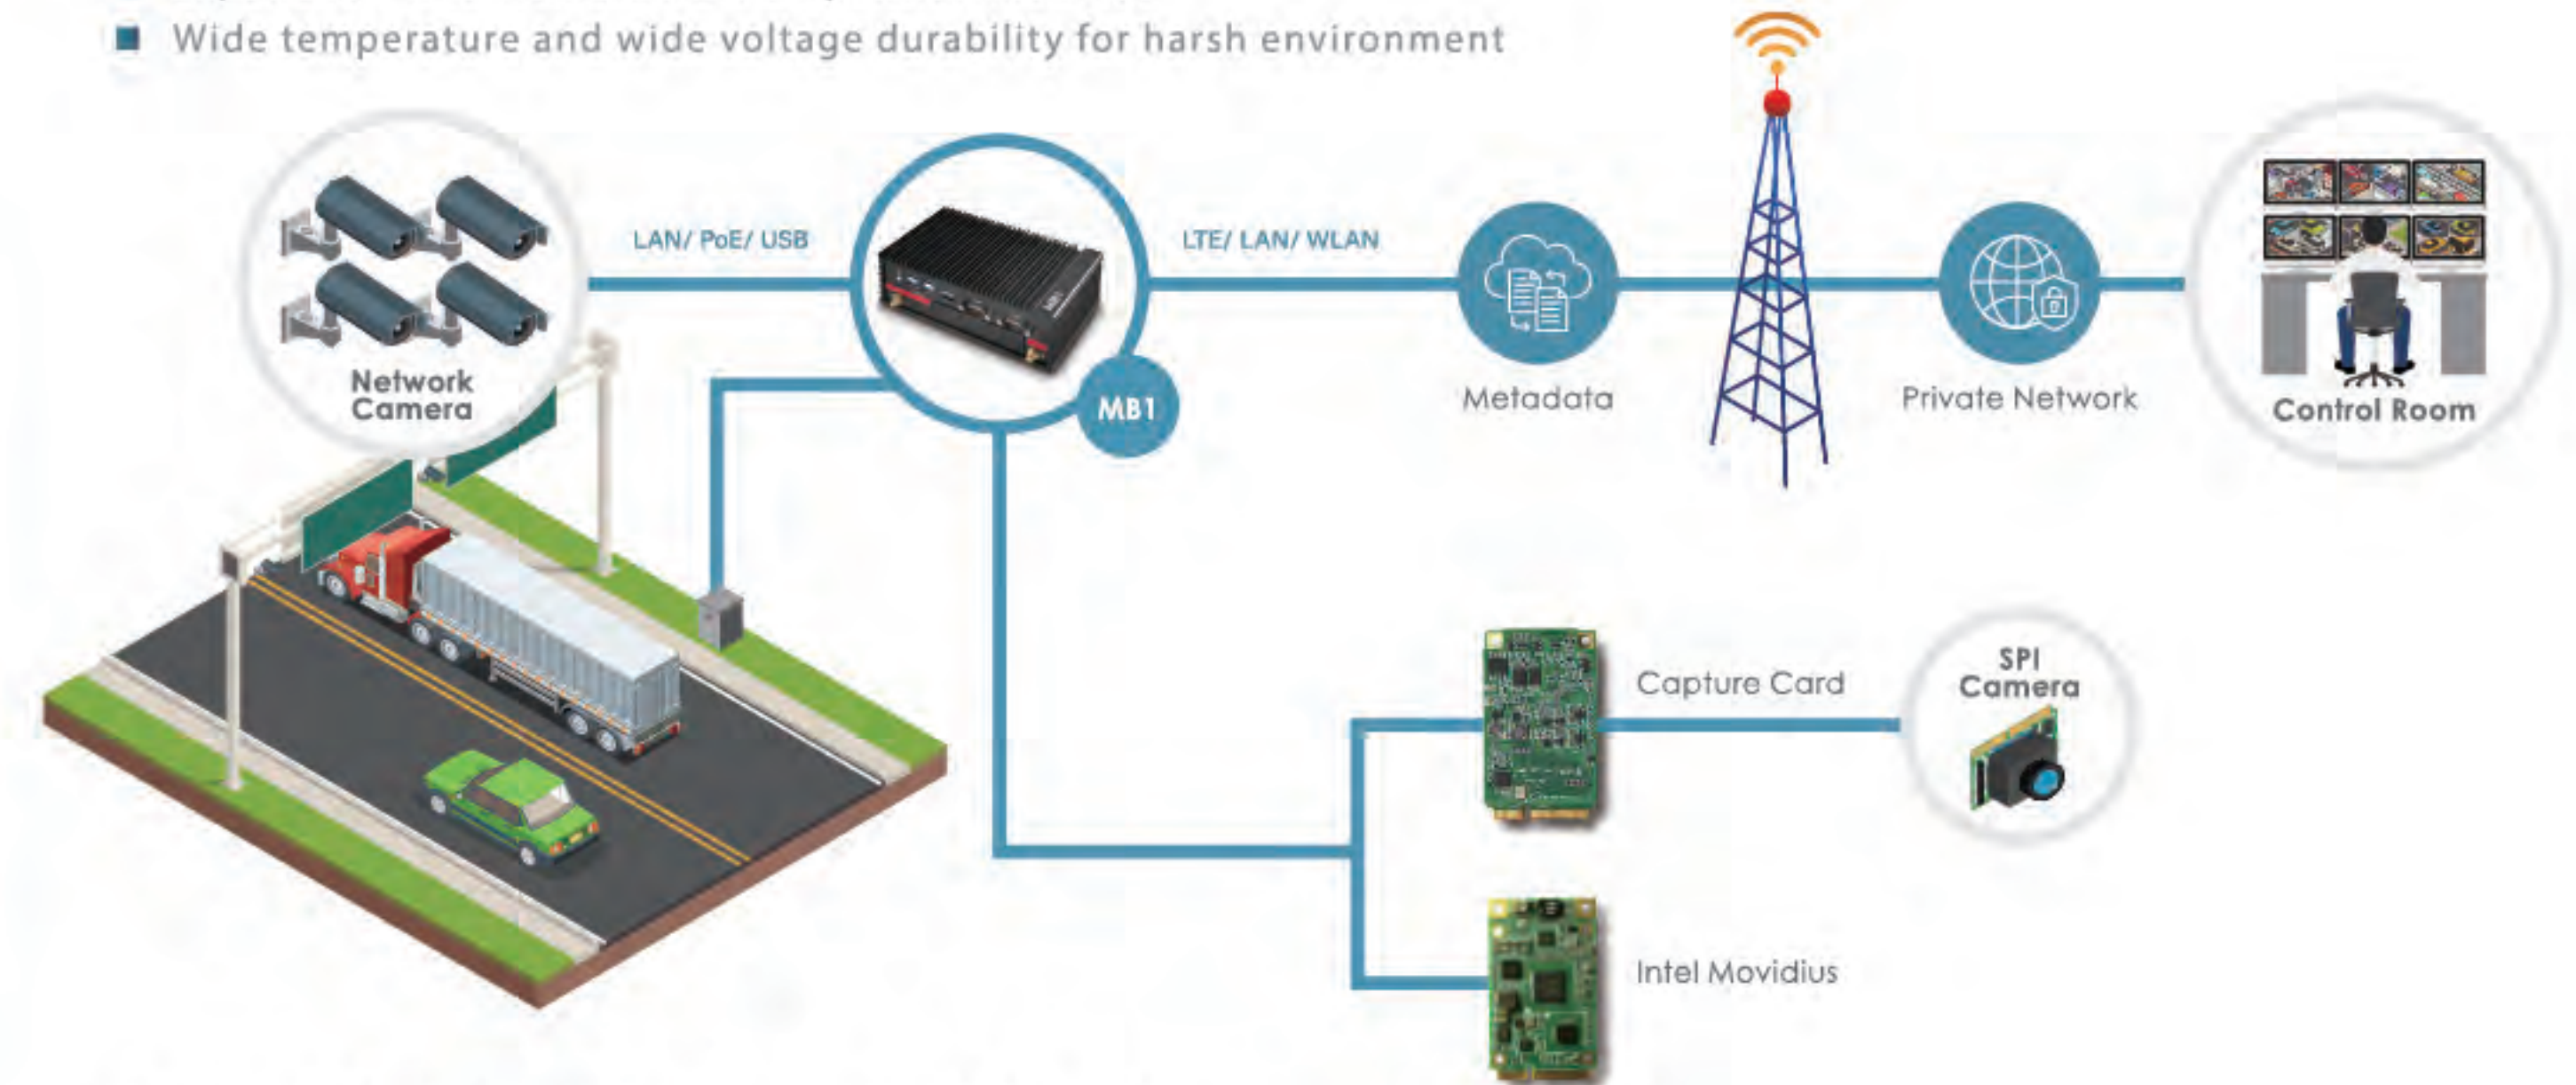 Wide temperature and wide voltage durability for harsh environment
LAN/ PoE/ USB
LTE/ LAN/ WLAN
Network
Camera
MB1
Metadata
Private Network
Control Room
Capture Card
SPI
Camera
Intel Movidius